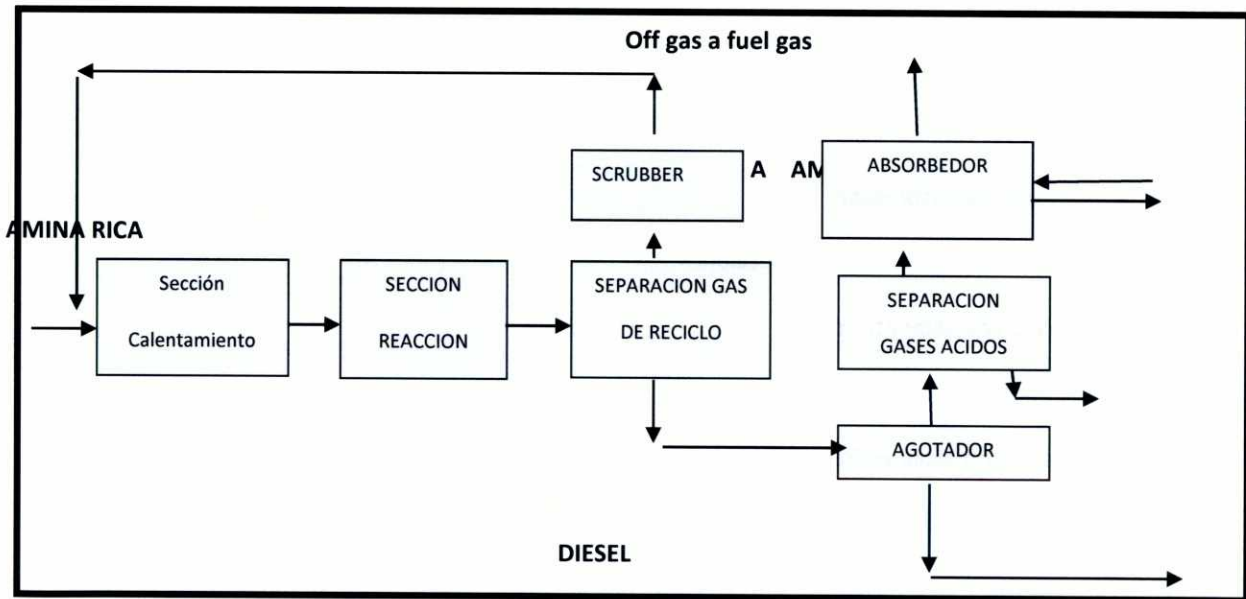 Off gas a fuel gas
SCRUBBER
A AM
ABSORBEDOR
AMINA RICA
Sección
Calentamiento
SECCION
REACCION
SEPARACION GAS
DE RECICLO
SEPARACION
GASES ACIDOS
AGOTADOR
DIESEL